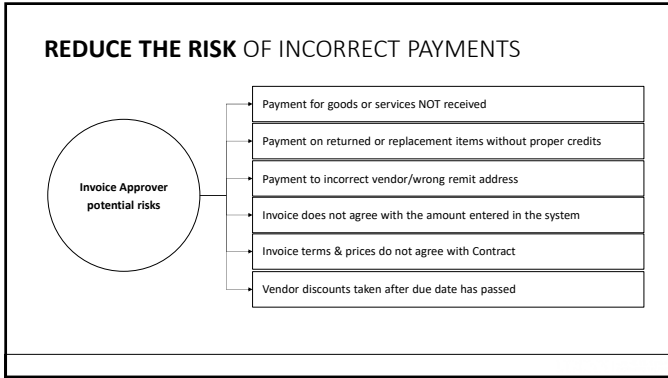 REDUCE THE RISK OF INCORRECT PAYMENTS
Invoice Approver
potential risks
Payment for goods or services NOT received
Payment on returned or replacement items without proper credits
Payment to incorrect vendor/wrong remit address
Invoice does not agree with the amount entered in the system
Invoice terms & prices do not agree with Contract
Vendor discounts taken after due date has passed